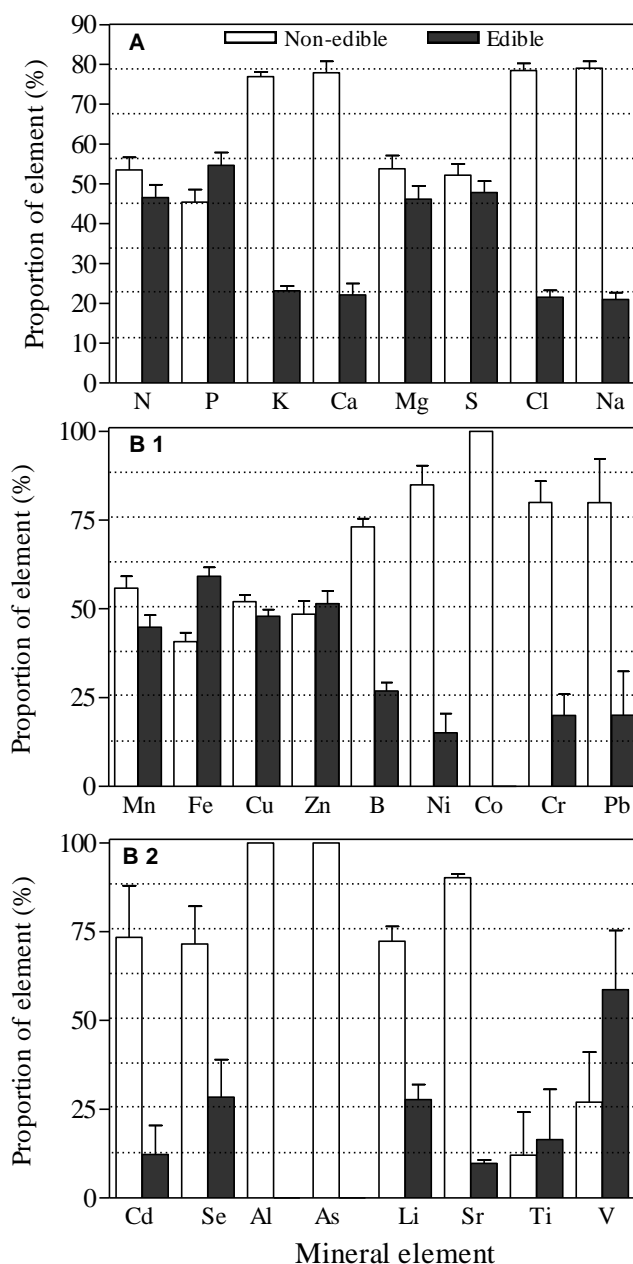 A
Non-edible
Edible
Proportion of element (%)
90
80
70
60
50
40
30
20
10
0
N P K Ca Mg S Cl Na
B 1
Proportion of element (%)
100
75
50
25
0
Mn Fe Cu Zn B Ni Co Cr Pb
B 2
Proportion of element (%)
100
75
50
25
0
Cd Se Al As Li Sr Ti V
Mineral element